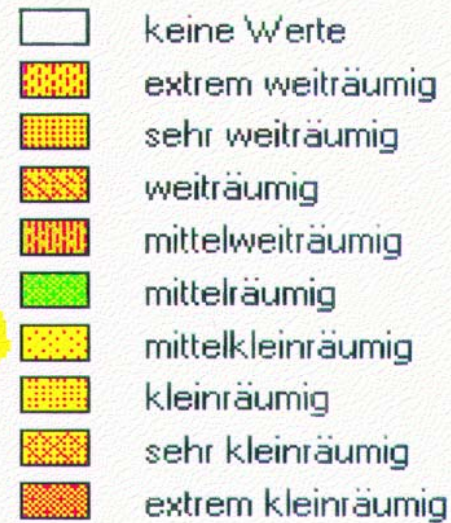 keine Werte
extrem weiträumig
sehr weiträumig
weiträumig
mittelweiträumig
mittelräumig
mittelkleinräumig
kleinräumig
sehr kleinräumig
extrem kleinräumig